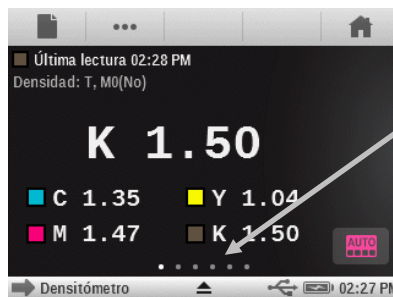 Última lectura 02:28 PM
Densidad: T, M0(No)
K 1.50
C 1.35 Y 1.04
M 1.47 K 1.50
AUTO
Densitómetro 02:27 PM